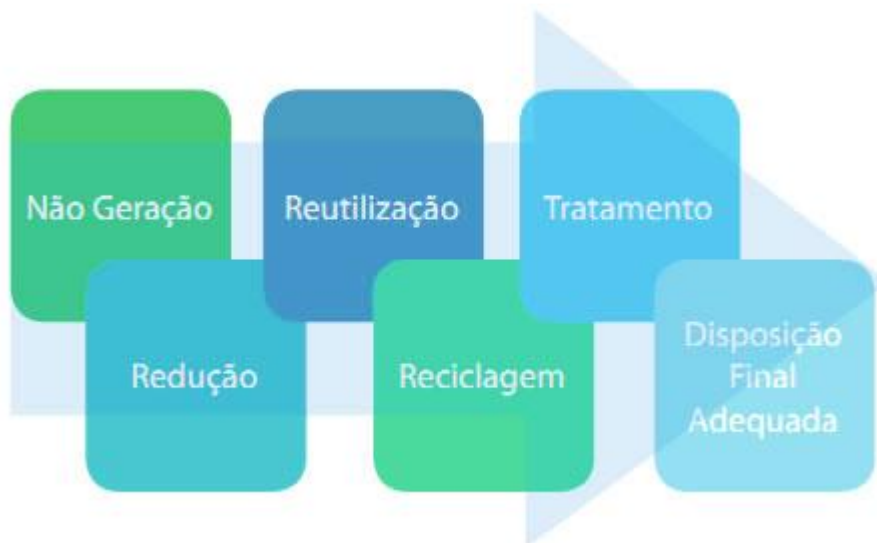 Não Geração
Redução
Reutilização
Reciclagem
Tratamento
Disposição
Final
Adequada